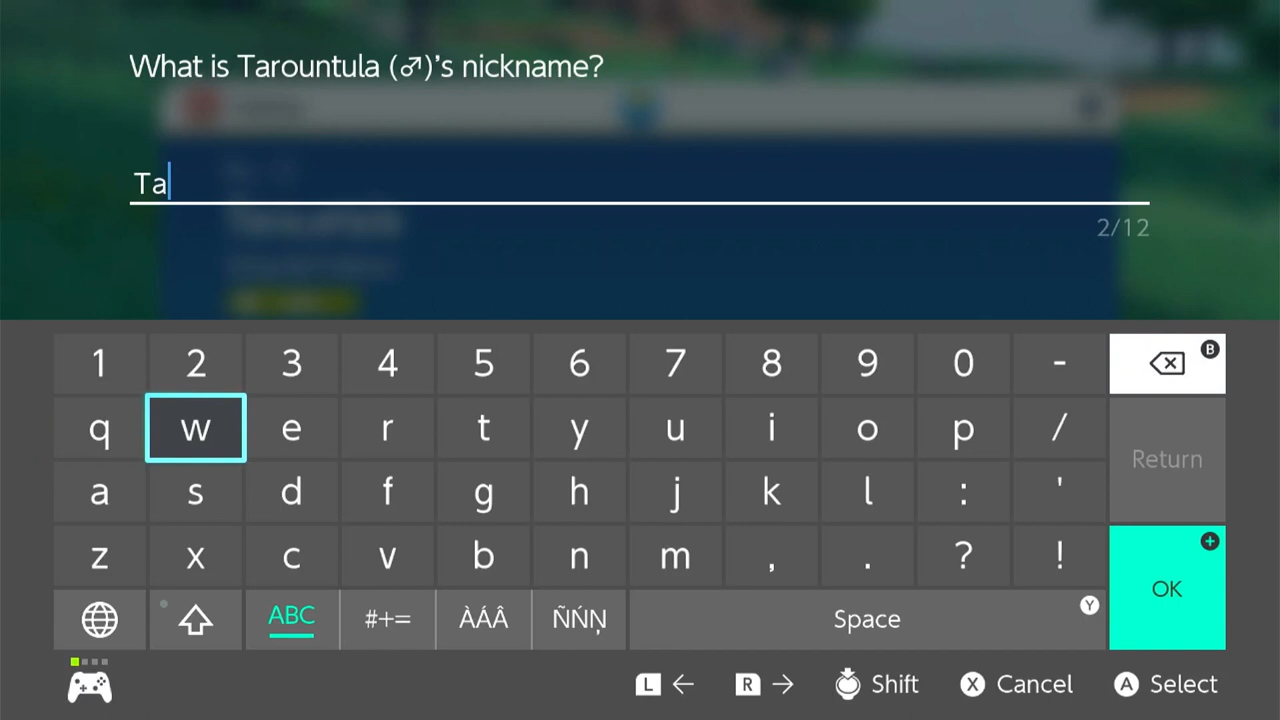 What is Tarountula (♂)'s nickname?
Ta
2/12
1 2 3 4 5 6 7 8 9 0 - B
q w e r t y u i o p / Return
a s d f g h j k l : '
z x c v b n m , . ? ! + OK
ABC #+= ÀÁÂ ÑŃŅ Space Y
L ← R → Shift X Cancel A Select